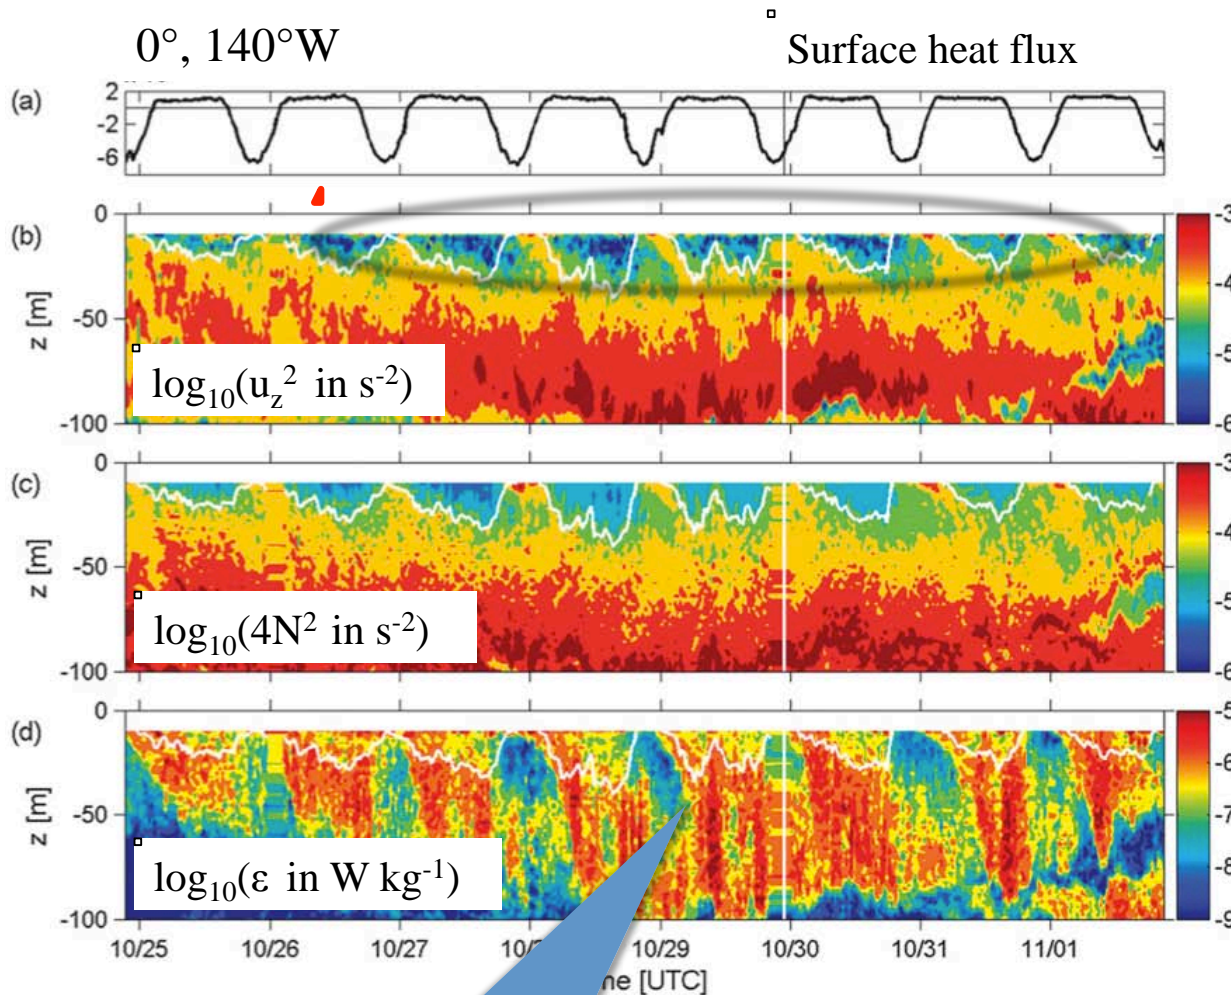 0°, 140°W
Surface heat flux
(a)
2
-2
-6
(b)
0
-50
-100
z [m]
log₁₀(u_z² in s⁻²)
-3
-4
-5
-6
(c)
0
-50
-100
z [m]
log₁₀(4N² in s⁻²)
-3
-4
-5
-6
(d)
0
-50
-100
z [m]
log₁₀(ε in W kg⁻¹)
-5
-6
-7
-8
-9
10/25 10/26 10/27 10/29 10/30 10/31 11/01
[UTC]